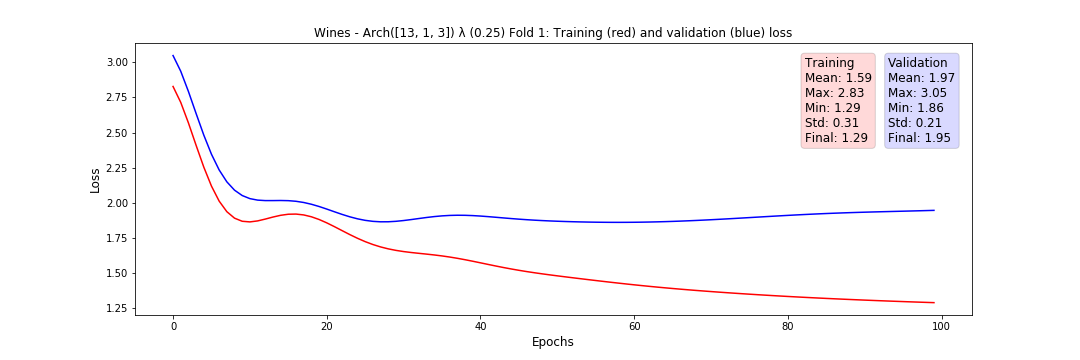 Wines - Arch([13, 1, 3]) λ (0.25) Fold 1: Training (red) and validation (blue) loss
Training
Mean: 1.59
Max: 2.83
Min: 1.29
Std: 0.31
Final: 1.29
Validation
Mean: 1.97
Max: 3.05
Min: 1.86
Std: 0.21
Final: 1.95
Loss
3.00
2.75
2.50
2.25
2.00
1.75
1.50
1.25
0 20 40 60 80 100
Epochs